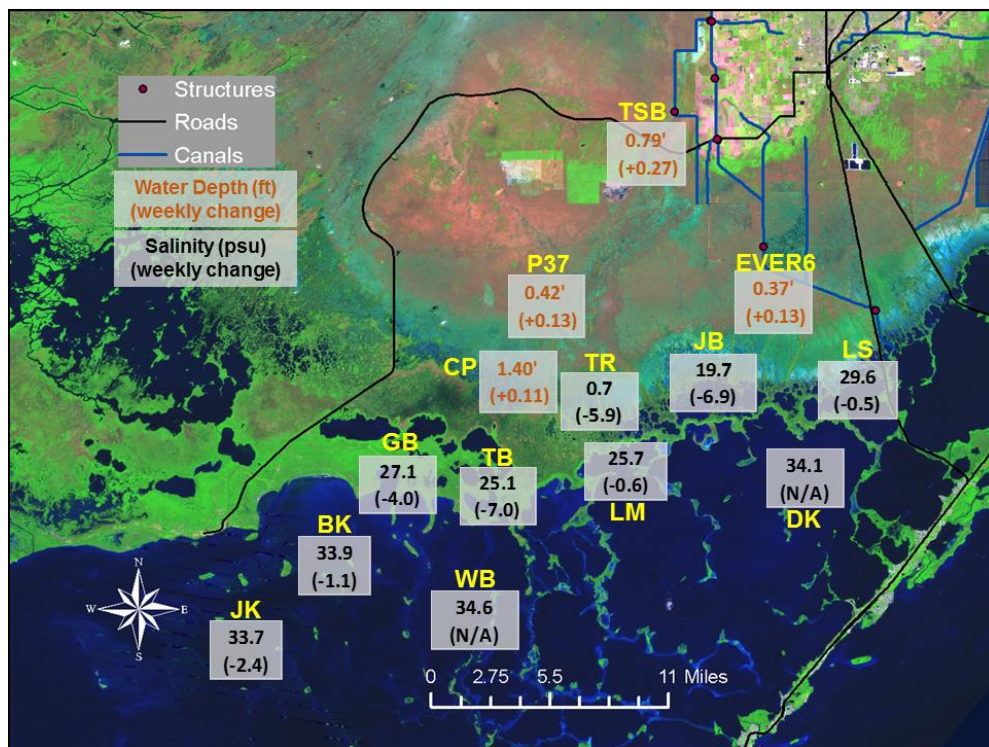 Structures
Roads
Canals
Water Depth (ft)
(weekly change)
Salinity (psu)
(weekly change)
TSB
0.79'
(+0.27)
P37
0.42'
(+0.13)
EVER6
0.37'
(+0.13)
CP
1.40'
(+0.11)
TR
0.7
(-5.9)
JB
19.7
(-6.9)
LS
29.6
(-0.5)
GB
27.1
(-4.0)
TB
25.1
(-7.0)
25.7
(-0.6)
LM
34.1
(N/A)
DK
BK
33.9
(-1.1)
WB
34.6
(N/A)
JK
33.7
(-2.4)
N
W E
S
0 2.75 5.5 11 Miles